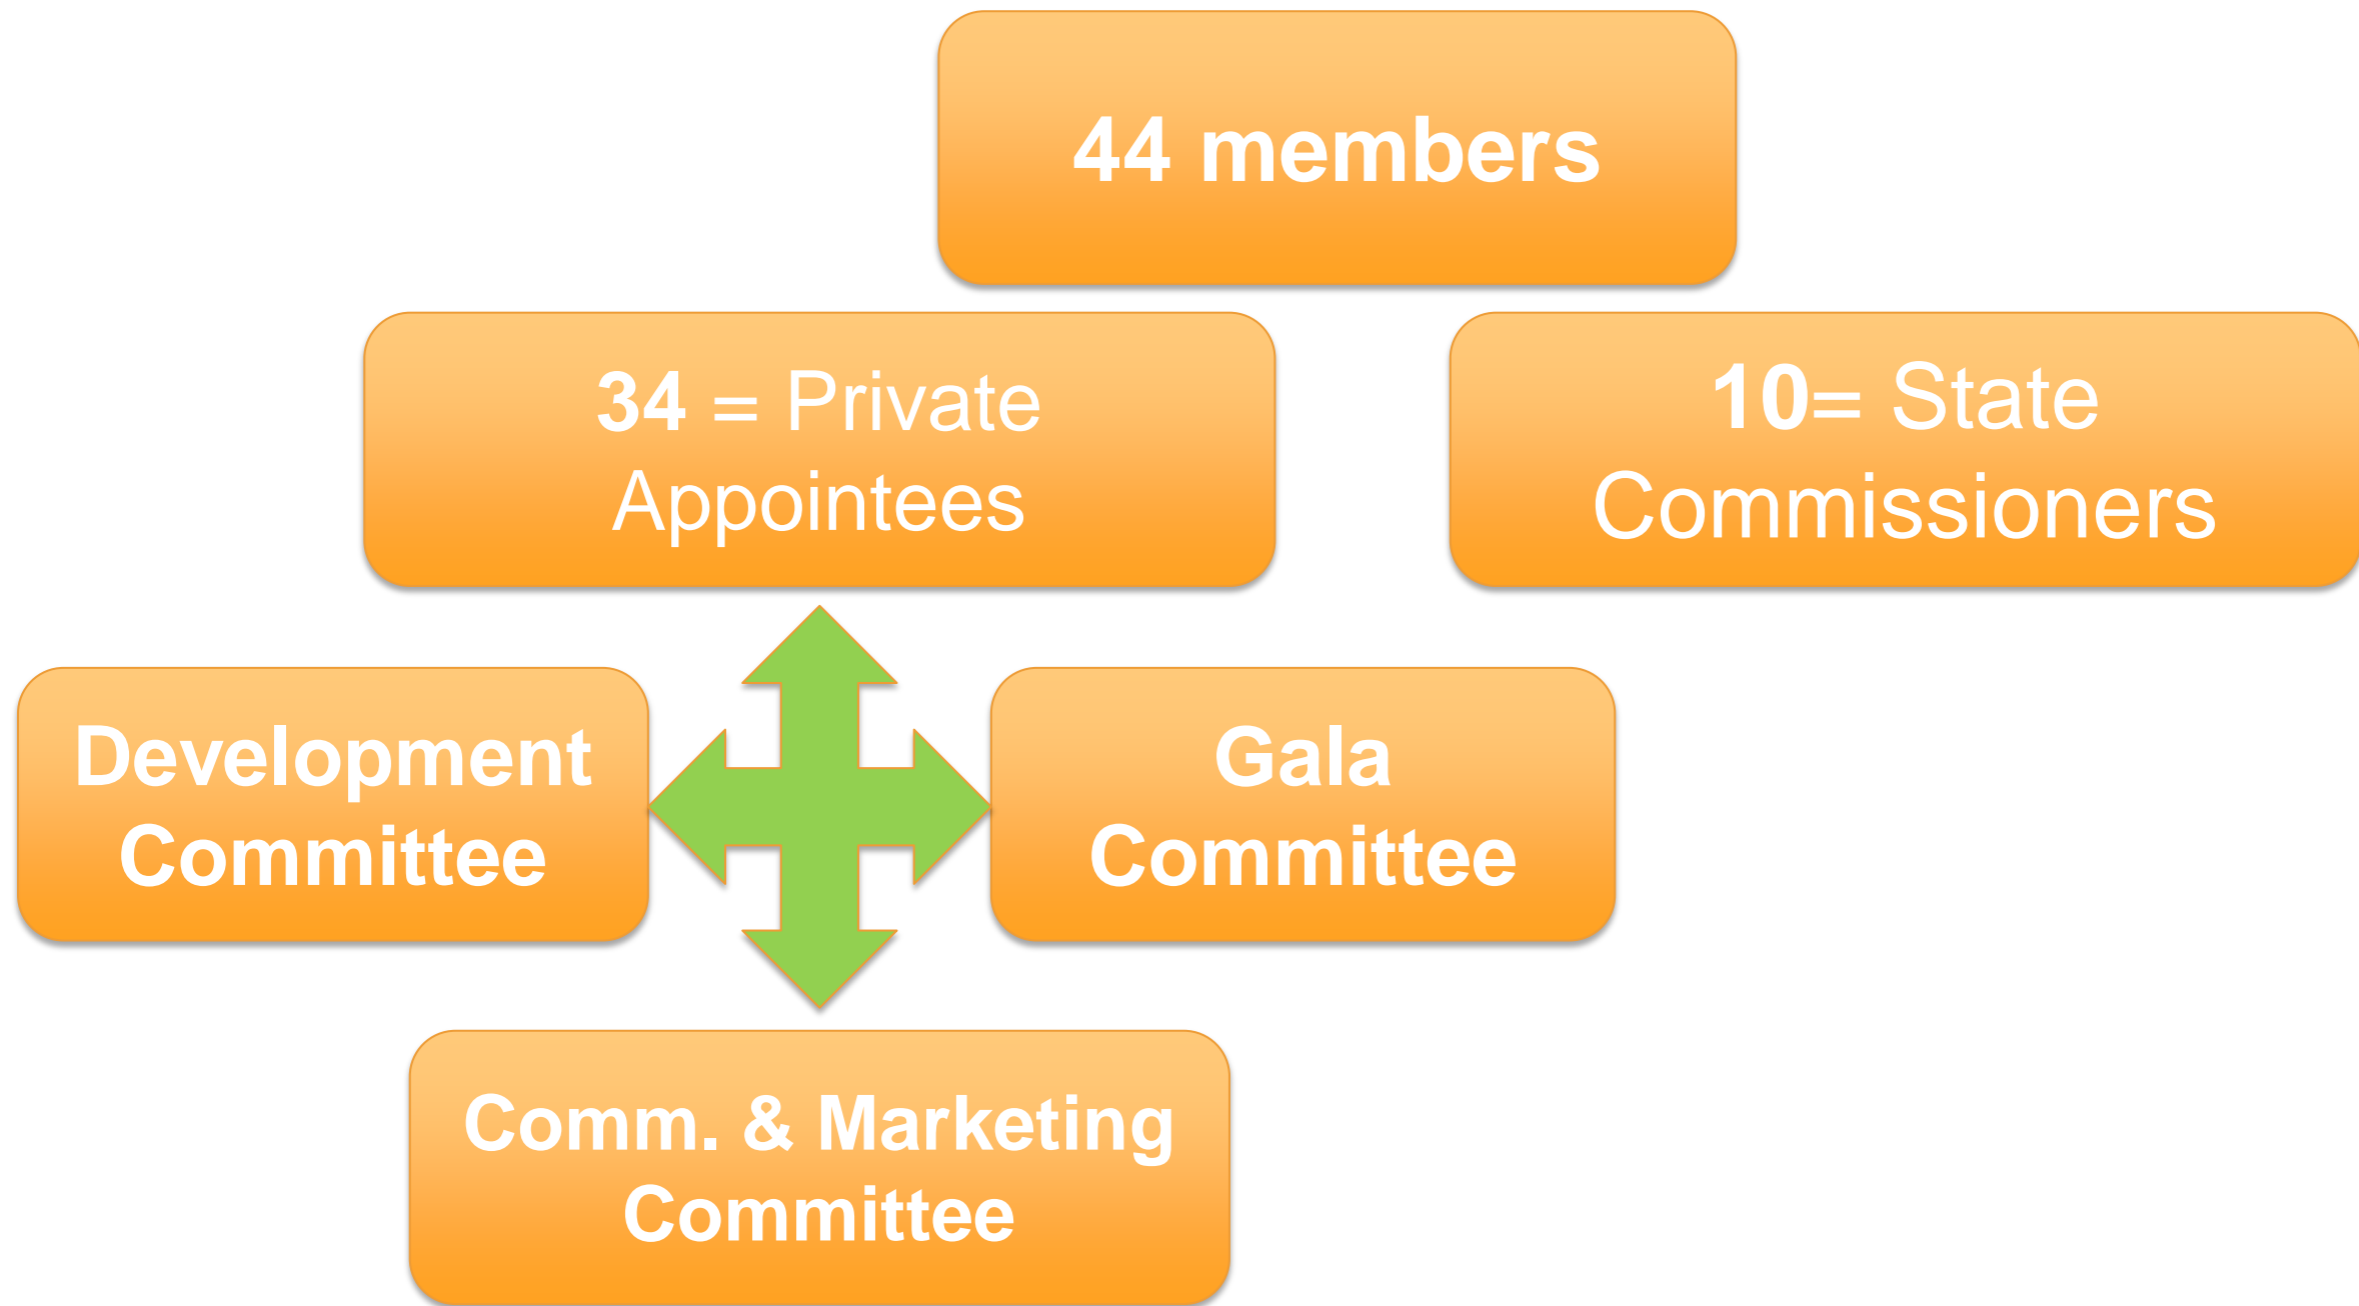 44 members
34 = Private
Appointees
10= State
Commissioners
Development
Committee
Gala
Committee
Comm. & Marketing
Committee